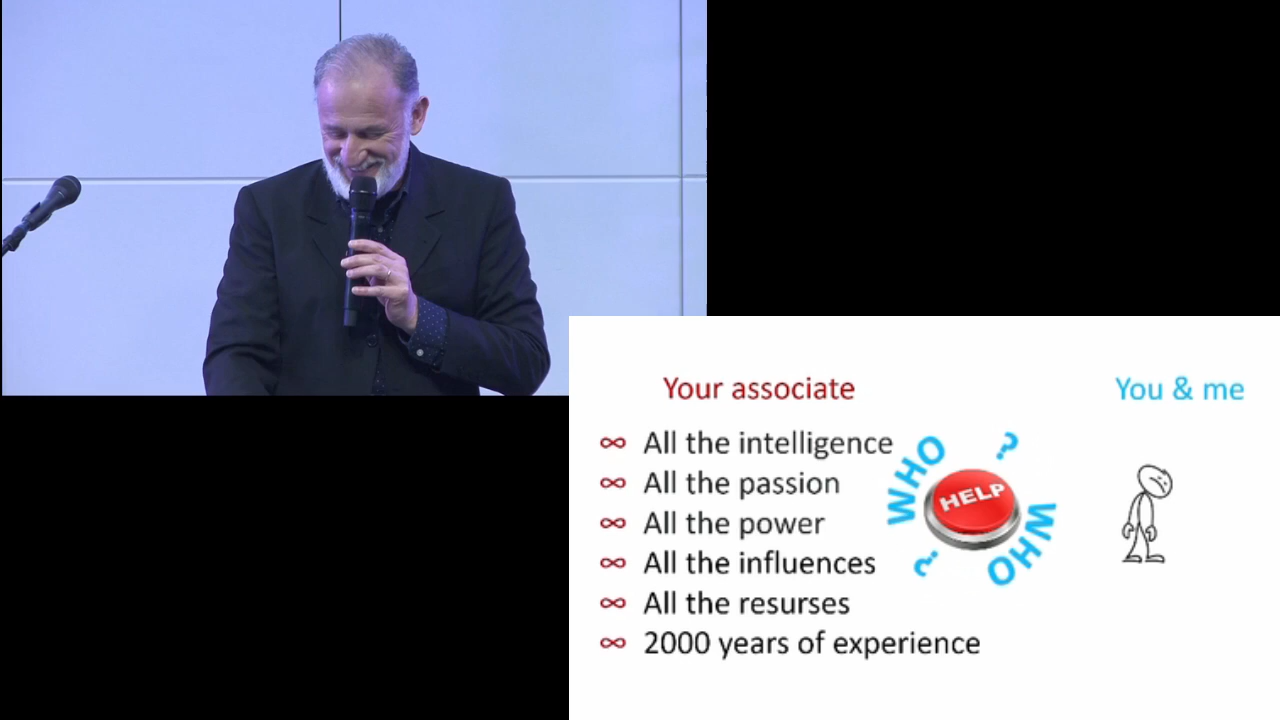 Your associate
You & me
∞ All the intelligence
∞ All the passion
∞ All the power
∞ All the influences
∞ All the resurses
∞ 2000 years of experience
WHO ?
HELP
WHO ?